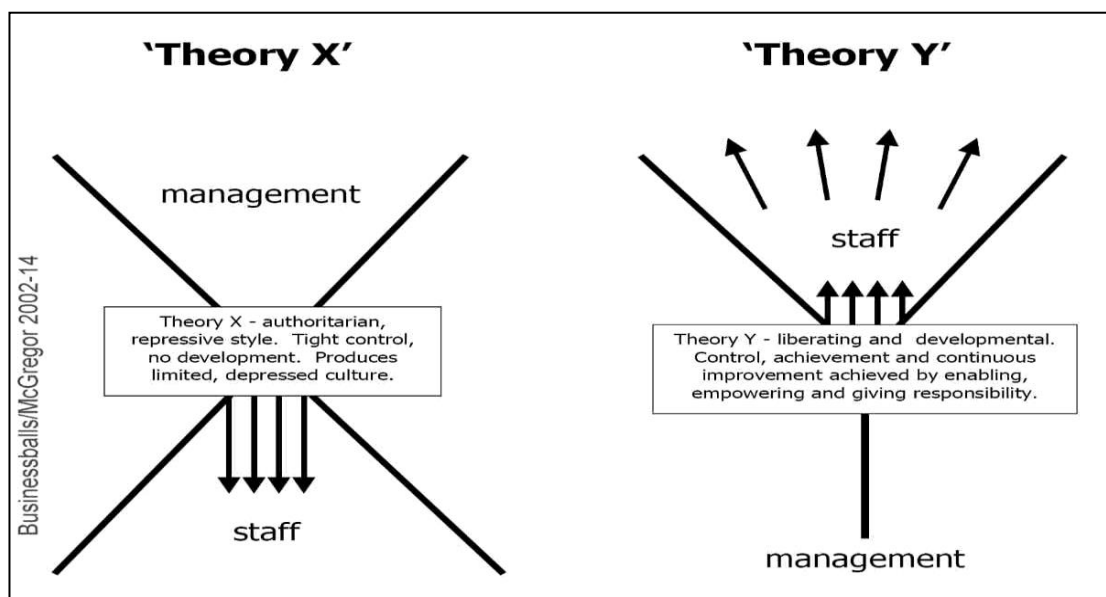 ‘Theory X’
management
Theory X - authoritarian,
repressive style. Tight control,
no development. Produces
limited, depressed culture.
staff
‘Theory Y’
staff
Theory Y - liberating and developmental.
Control, achievement and continuous
improvement achieved by enabling,
empowering and giving responsibility.
management
Businessballs/McGregor 2002-14